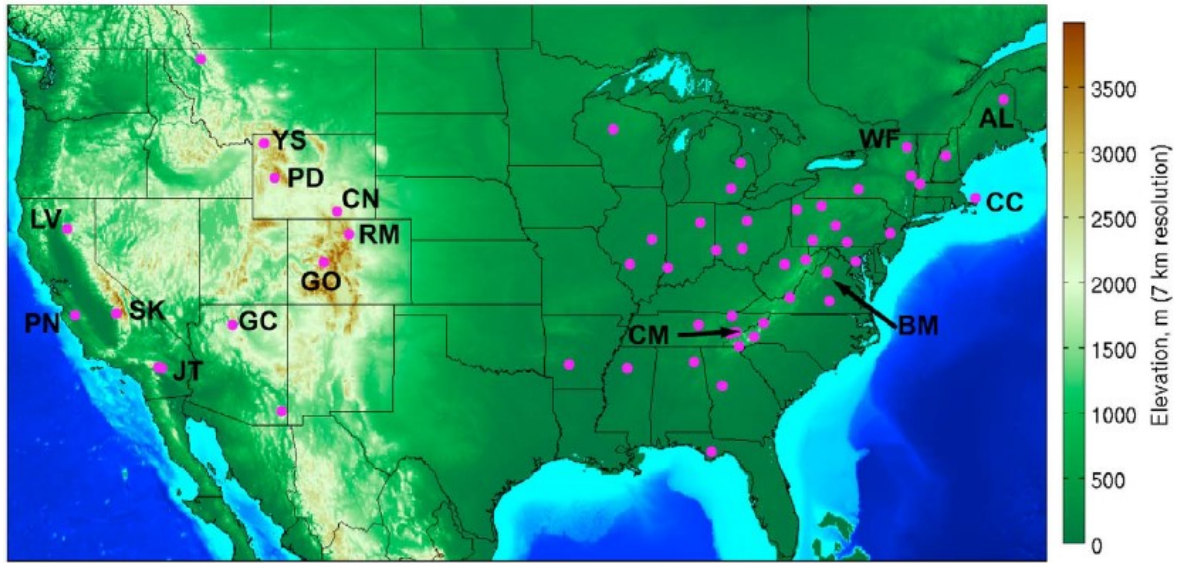 YS
PD
CN
LV
RM
GO
PN
SK
GC
JT
WF
AL
CC
CM
BM
3500
3000
2500
2000
1500
1000
500
0
Elevation, m (7 km resolution)